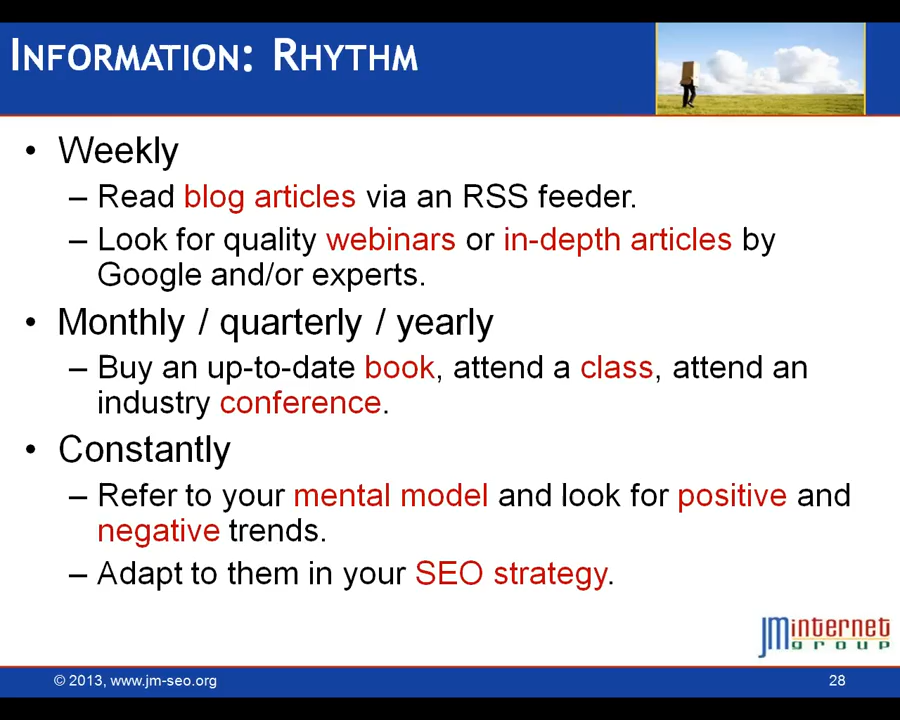 INFORMATION: RHYTHM
• Weekly
– Read blog articles via an RSS feeder.
– Look for quality webinars or in-depth articles by
Google and/or experts.
• Monthly / quarterly / yearly
– Buy an up-to-date book, attend a class, attend an
industry conference.
• Constantly
– Refer to your mental model and look for positive and
negative trends.
– Adapt to them in your SEO strategy.
JMinternet
group
© 2013, www.jm-seo.org
28